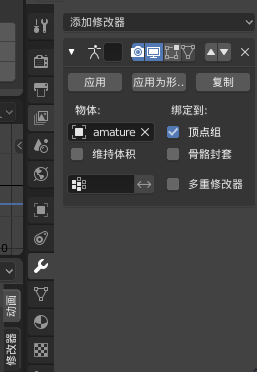 添加修改器
应用 应用为形.. 复制
物体: 绑定到:
amature 顶点组
维持体积 骨骼封套
多重修改器
0
动画
修改器